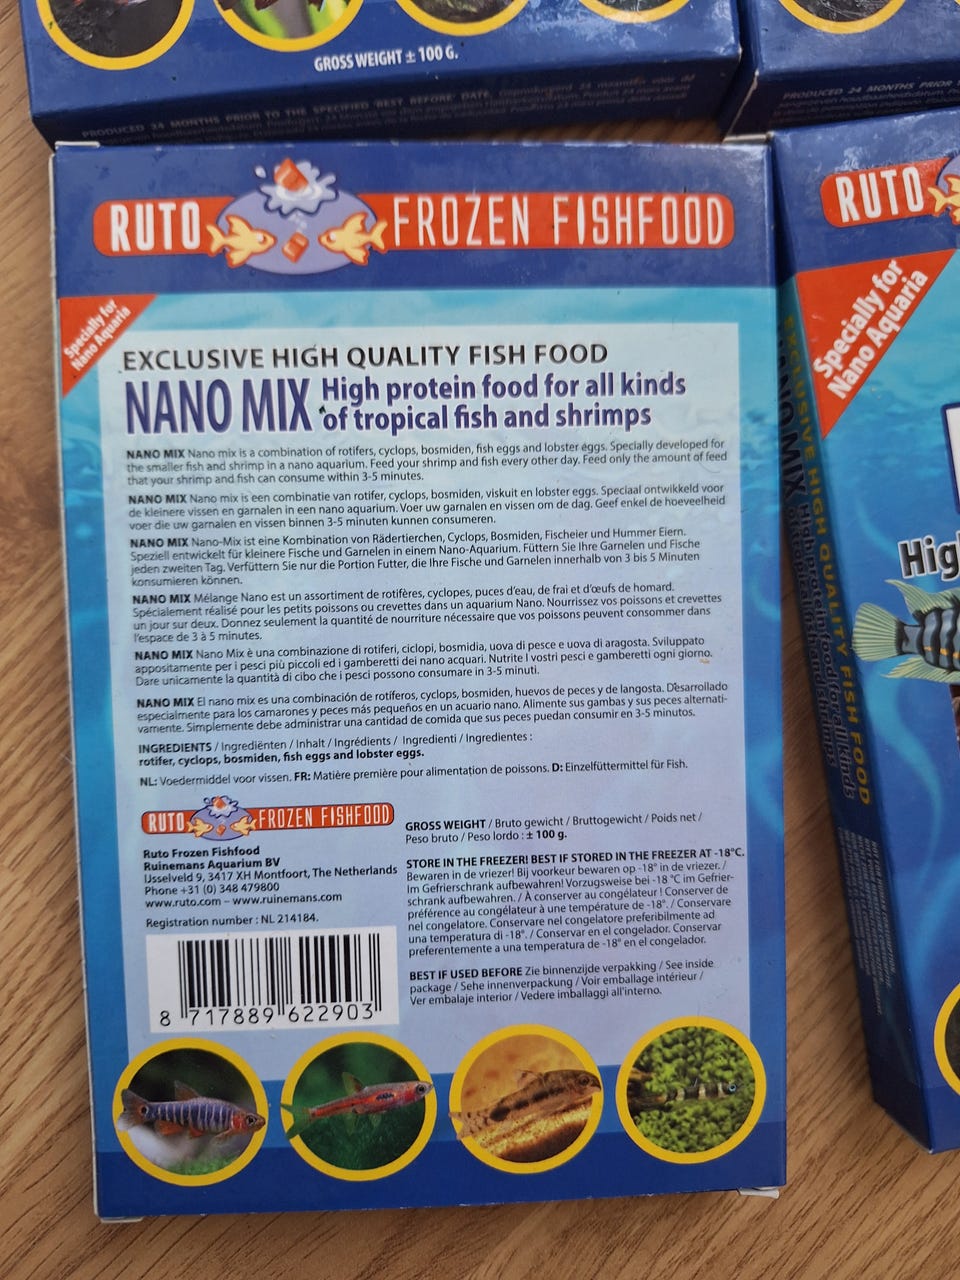 GROSS WEIGHT ± 100 G.
PRODUCED 24 MONTHS PRIOR TO THE SPECIFIED BEST BEFORE DATE.
PRODUCED 24 MONTHS PRIOR
RUTO FROZEN FISHFOOD
Specially for
Nano Aquaria
EXCLUSIVE HIGH QUALITY FISH FOOD
NANO MIX High protein food for all kinds
of tropical fish and shrimps
NANO MIX Nano mix is a combination of rotifers, cyclops, bosmiden, fish eggs and lobster eggs. Specially developed for
the smaller fish and shrimp in a nano aquarium. Feed your shrimp and fish every other day. Feed only the amount of feed
that your shrimp and fish can consume within 3-5 minutes.
NANO MIX Nano mix is een combinatie van rotifer, cyclops, bosmiden, viskuit en lobster eggs. Speciaal ontwikkeld voor
de kleinere vissen en garnalen in een nano aquarium. Voer uw garnalen en vissen om de dag. Geef enkel de hoeveelheid
voer die uw garnalen en vissen binnen 3-5 minuten kunnen consumeren.
NANO MIX Nano-Mix ist eine Kombination von Rädertierchen, Cyclops, Bosmiden, Fischeier und Hummer Eiern.
Speziell entwickelt für kleinere Fische und Garnelen in einem Nano-Aquarium. Füttern Sie Ihre Garnelen und Fische
jeden zweiten Tag. Verfüttern Sie nur die Portion Futter, die Ihre Fische und Garnelen innerhalb von 3 bis 5 Minuten
konsumieren können.
NANO MIX Mélange Nano est un assortiment de rotifères, cyclopes, puces d'eau, de frai et d'œufs de homard.
Spécialement réalisé pour les petits poissons ou crevettes dans un aquarium Nano. Nourrissez vos poissons et crevettes
un jour sur deux. Donnez seulement la quantité de nourriture nécessaire que vos poissons peuvent consommer dans
l'espace de 3 à 5 minutes.
NANO MIX Nano Mix è una combinazione di rotiferi, ciclopi, bosmidia, uova di pesce e uova di aragosta. Sviluppato
appositamente per i pesci più piccoli ed i gamberetti dei nano acquari. Nutrite I vostri pesci e gamberetti ogni giorno.
Dare unicamente la quantità di cibo che i pesci possono consumare in 3-5 minuti.
NANO MIX El nano mix es una combinación de rotíferos, cyclops, bosmiden, huevos de peces y de langosta. Desarrollado
especialmente para los camarones y peces más pequeños en un acuario nano. Alimente sus gambas y sus peces alternati-
vamente. Simplemente debe administrar una cantidad de comida que sus peces puedan consumir en 3-5 minutos.
INGREDIENTS / Ingrediënten / Inhalt / Ingrédients / Ingredienti / Ingredientes :
rotifer, cyclops, bosmiden, fish eggs and lobster eggs.
NL: Voedermiddel voor vissen. FR: Matière première pour alimentation de poissons. D: Einzelfüttermittel für Fish.
RUTO FROZEN FISHFOOD
Ruto Frozen Fishfood
Ruinemans Aquarium BV
IJsselveld 9, 3417 XH Montfoort, The Netherlands
Phone +31 (0) 348 479800
www.ruto.com – www.ruinemans.com
Registration number : NL 214184.
8 717889 622903
GROSS WEIGHT / Bruto gewicht / Bruttogewicht / Poids net /
Peso bruto / Peso lordo : ± 100 g.
STORE IN THE FREEZER! BEST IF STORED IN THE FREEZER AT -18°C.
Bewaren in de vriezer! Bij voorkeur bewaren op -18° in de vriezer. /
Im Gefrierschrank aufbewahren! Vorzugsweise bei -18 °C im Gefrier-
schrank aufbewahren. / À conserver au congélateur ! Conserver de
préférence au congélateur à une température de -18°. / Conservare
nel congelatore. Conservare nel congelatore preferibilmente ad
una temperatura di -18°. / Conservar en el congelador. Conservar
preferentemente a una temperatura de -18° en el congelador.
BEST IF USED BEFORE Zie binnenzijde verpakking / See inside
package / Sehe innenverpackung / Voir emballage intérieur /
Ver embalaje interior / Vedere imballaggi all'interno.
RUTO
Specially for
Nano Aquaria
Hig
EXCLUSIVE HIGH QUALITY FISH FOOD
NANO MIX High protein food for all kinds
of tropical fish and shrimps